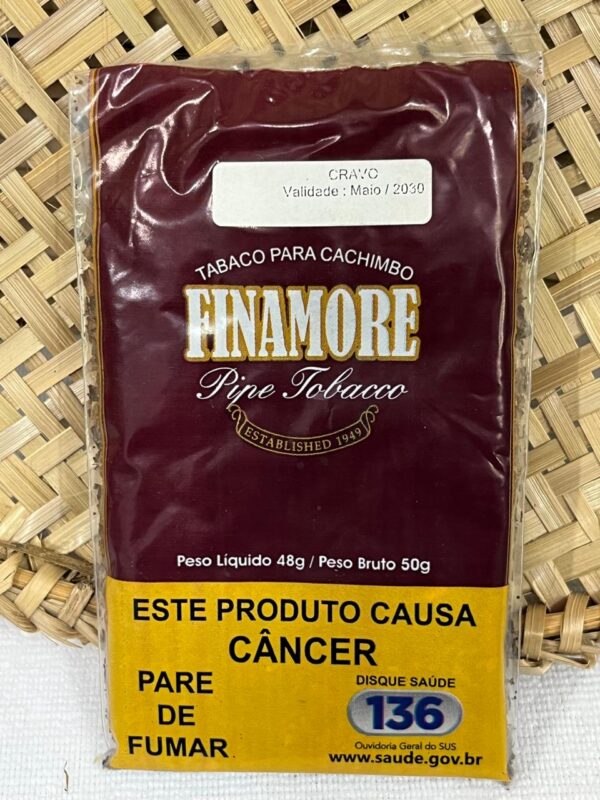 CRAVO
Validade : Maio / 2030
TABACO PARA CACHIMBO
FINAMORE
Pipe Tobacco
ESTABLISHED 1949
Peso Líquido 48g / Peso Bruto 50g
ESTE PRODUTO CAUSA
CÂNCER
PARE
DE
FUMAR
DISQUE SAÚDE
136
Ouvidoria Geral do SUS
www.saude.gov.br